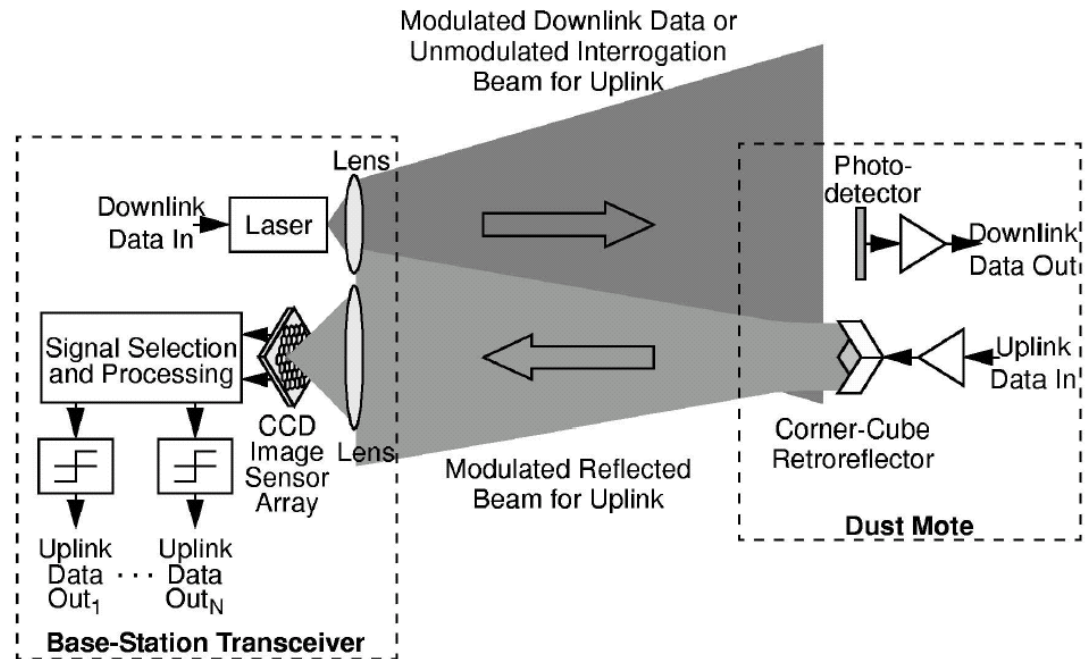 Modulated Downlink Data or
Unmodulated Interrogation
Beam for Uplink
Lens
Downlink
Data In
Laser
Photo-
detector
Downlink
Data Out
Signal Selection
and Processing
CCD
Image
Sensor
Array
Lens
Uplink
Data In
Corner-Cube
Retroreflector
Modulated Reflected
Beam for Uplink
Dust Mote
Uplink
Data
Out₁
. . .
Uplink
Data
Out_N
Base-Station Transceiver